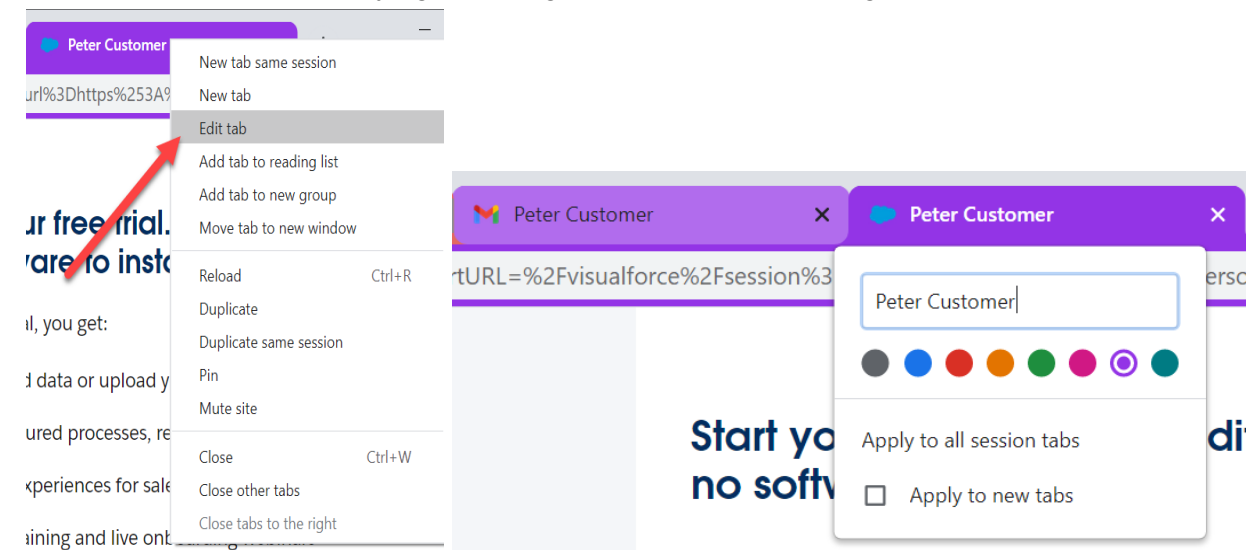 Peter Customer
url%3Dhttps%253A%
New tab same session
New tab
Edit tab
Add tab to reading list
Add tab to new group
Move tab to new window
Reload Ctrl+R
Duplicate
Duplicate same session
Pin
Mute site
Close Ctrl+W
Close other tabs
Close tabs to the right
ur free trial.
to
l, you get:
d data or upload y
ured processes, re
xperiences for sale
aining and live
Peter Customer
Peter Customer
rtURL=%2Fvisualforce%2Fsession%3
Peter Customer
Apply to all session tabs
Apply to new tabs
Start yo
no softw